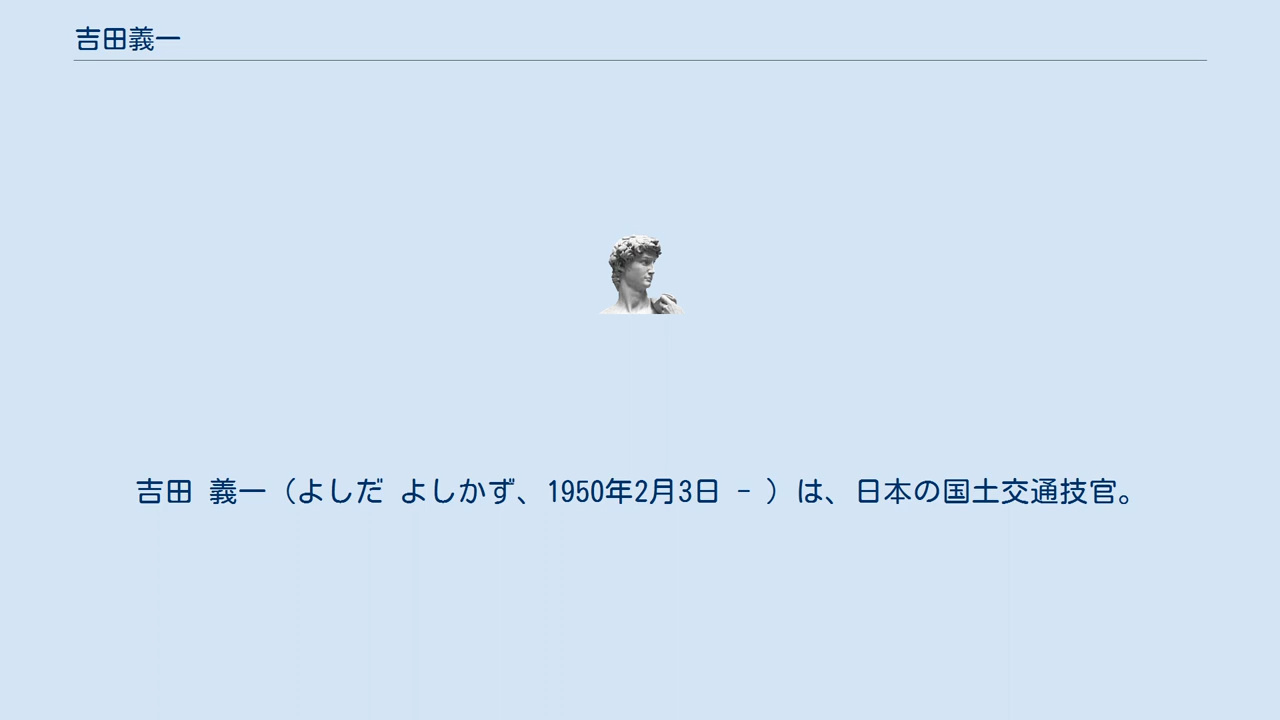 吉田義一
吉田 義一（よしだ よしかず、1950年2月3日 - ）は、日本の国土交通技官。